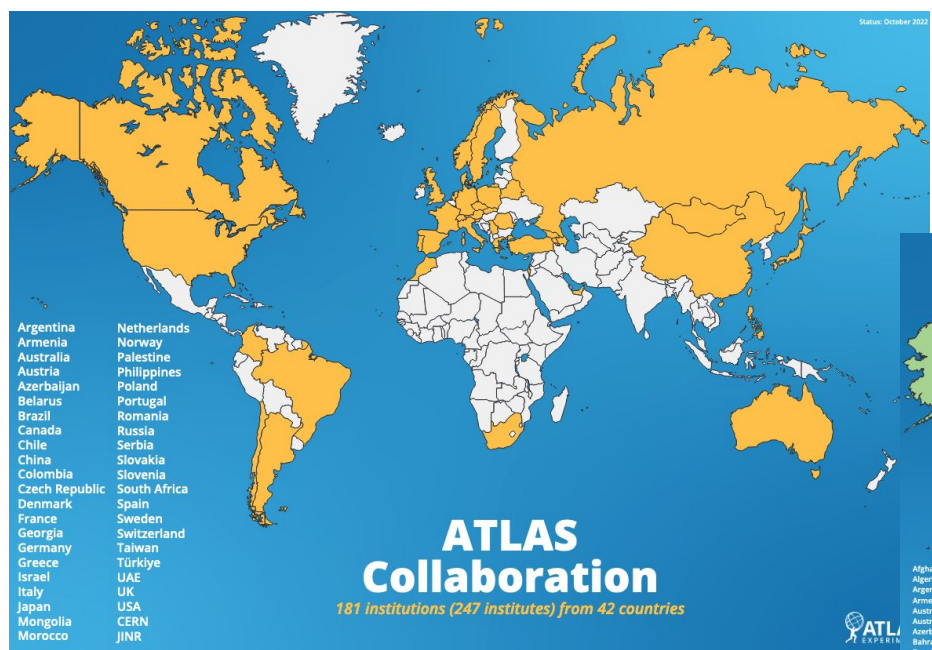 Status: October 2022
Argentina
Armenia
Australia
Austria
Azerbaijan
Belarus
Brazil
Canada
Chile
China
Colombia
Czech Republic
Denmark
France
Georgia
Germany
Greece
Israel
Italy
Japan
Mongolia
Morocco
Netherlands
Norway
Palestine
Philippines
Poland
Portugal
Romania
Russia
Serbia
Slovakia
Slovenia
South Africa
Spain
Sweden
Switzerland
Taiwan
Türkiye
UAE
UK
USA
CERN
JINR
ATLAS
Collaboration
181 institutions (247 institutes) from 42 countries